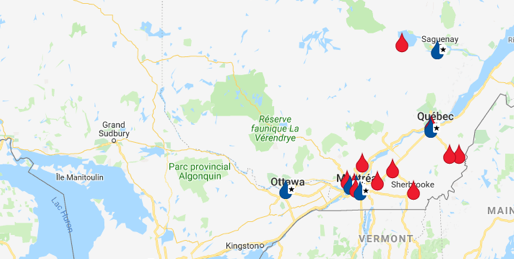 Saguenay
Québec
Grand
Sudbury
Réserve
faunique La
Vérendrye
Île Manitoulin
Parc provincial
Algonquin
Ottawa
Sherbrooke
Lac Huron
Kingston
VERMONT
MAIN